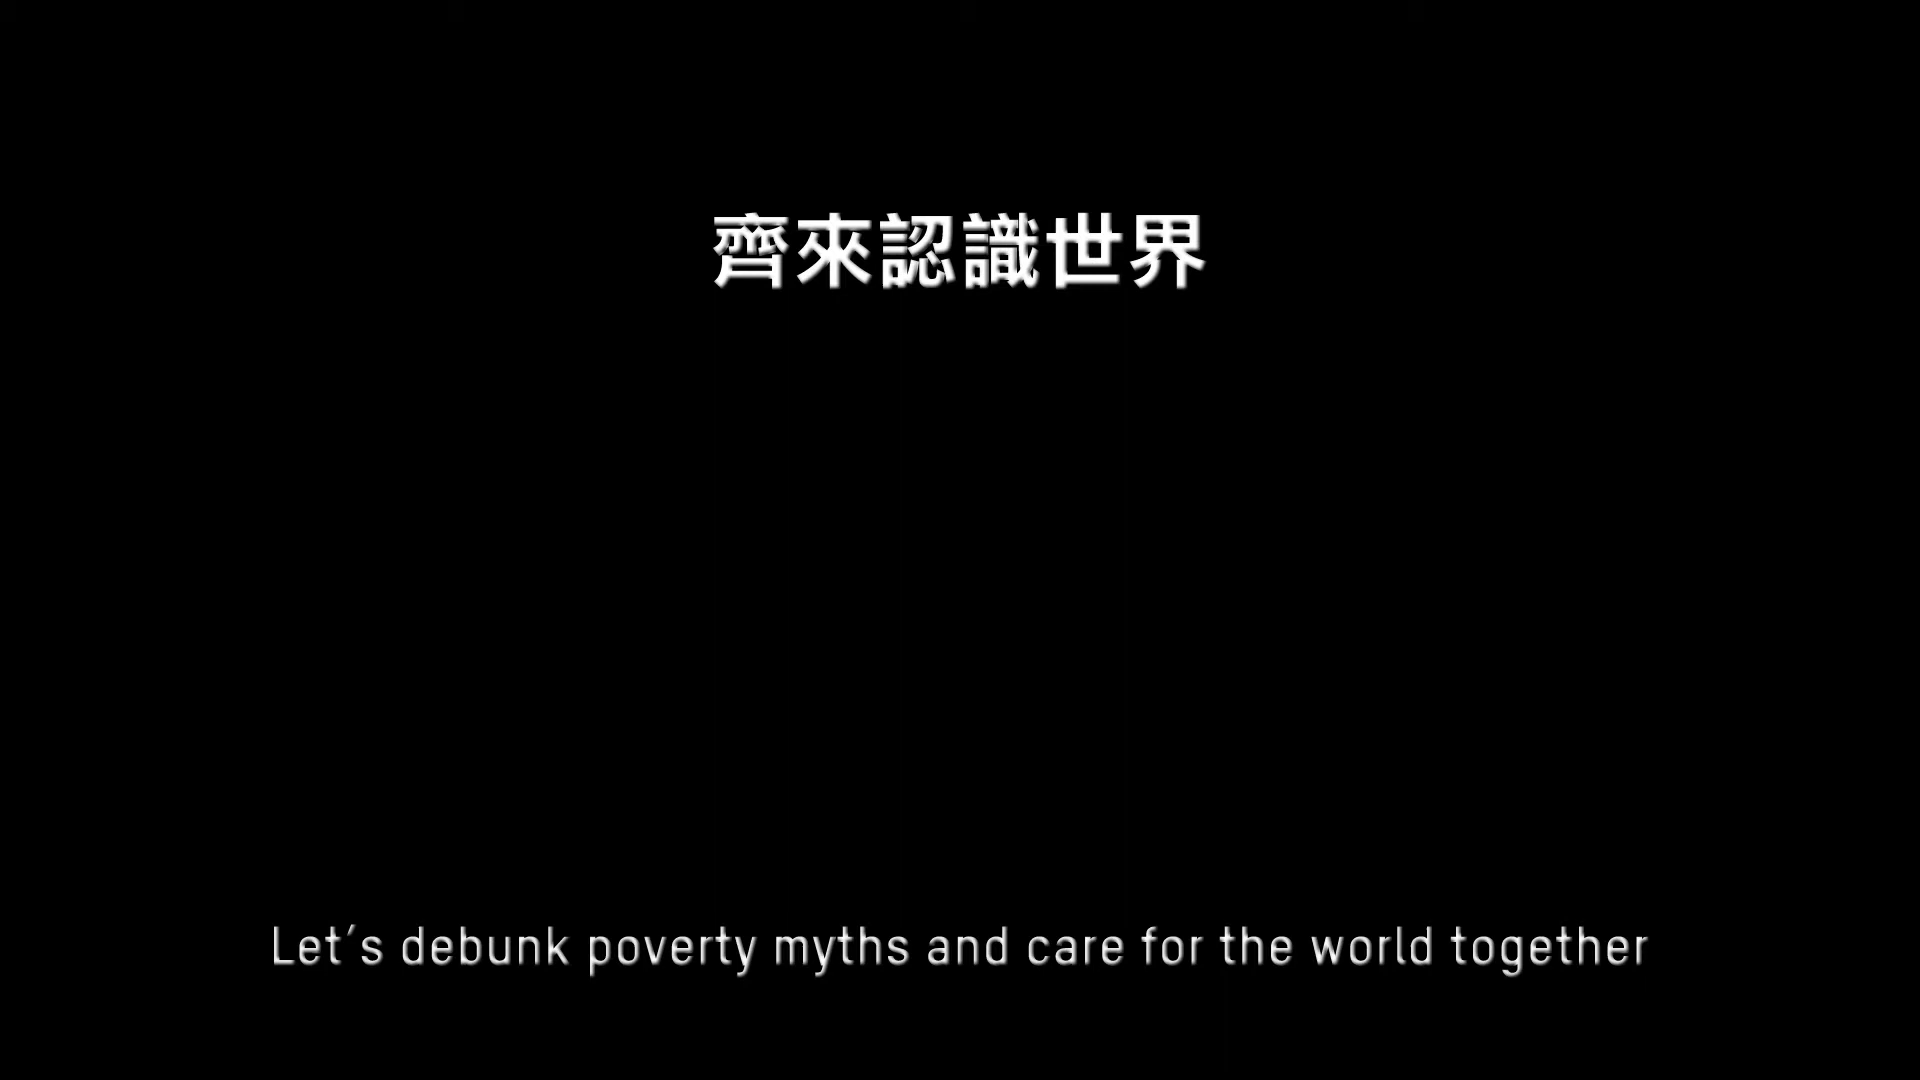 齊來認識世界
Let's debunk poverty myths and care for the world together